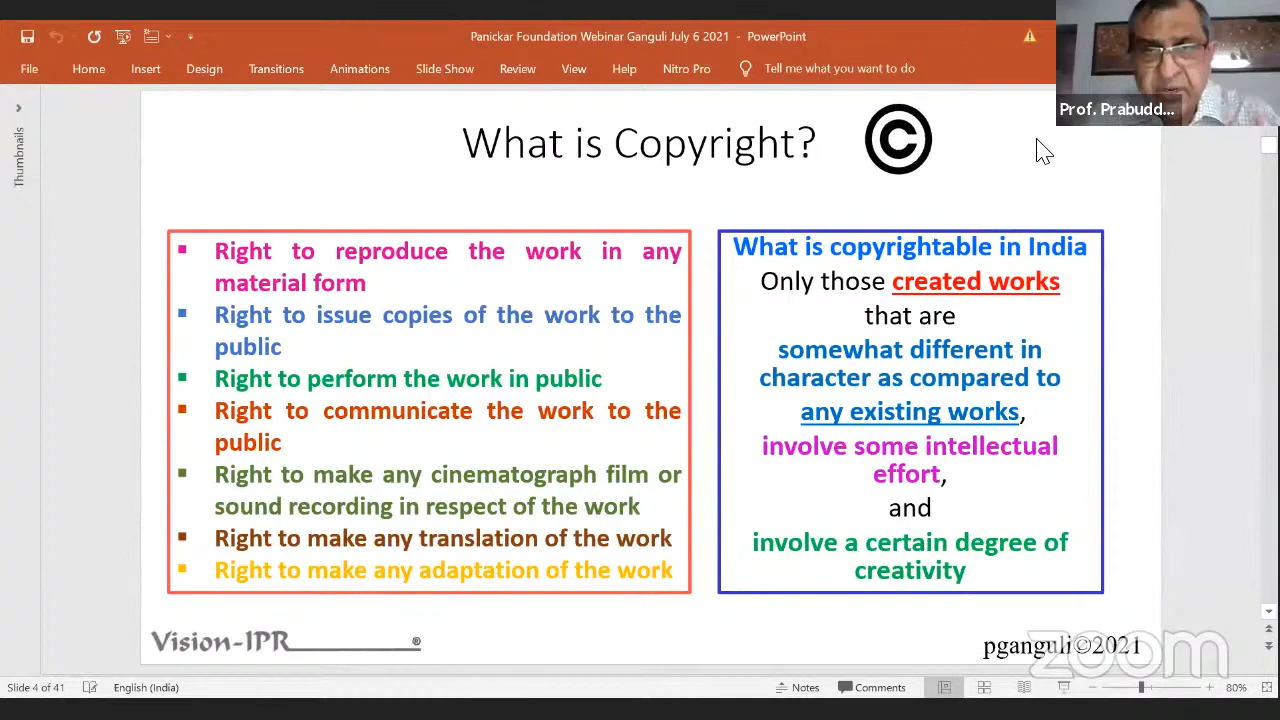 Panickar Foundation Webinar Ganguli July 6 2021 - PowerPoint
File Home Insert Design Transitions Animations Slide Show Review View Help Nitro Pro Tell me what you want to do
Prof. Prabudd...
Thumbnails
What is Copyright? ©
Right to reproduce the work in any
material form
Right to issue copies of the work to the
public
Right to perform the work in public
Right to communicate the work to the
public
Right to make any cinematograph film or
sound recording in respect of the work
Right to make any translation of the work
Right to make any adaptation of the work
What is copyrightable in India
Only those created works
that are
somewhat different in
character as compared to
any existing works,
involve some intellectual
effort,
and
involve a certain degree of
creativity
Vision-IPR ®
pganguli©2021
zoom
Slide 4 of 41 English (India) Notes Comments 80%